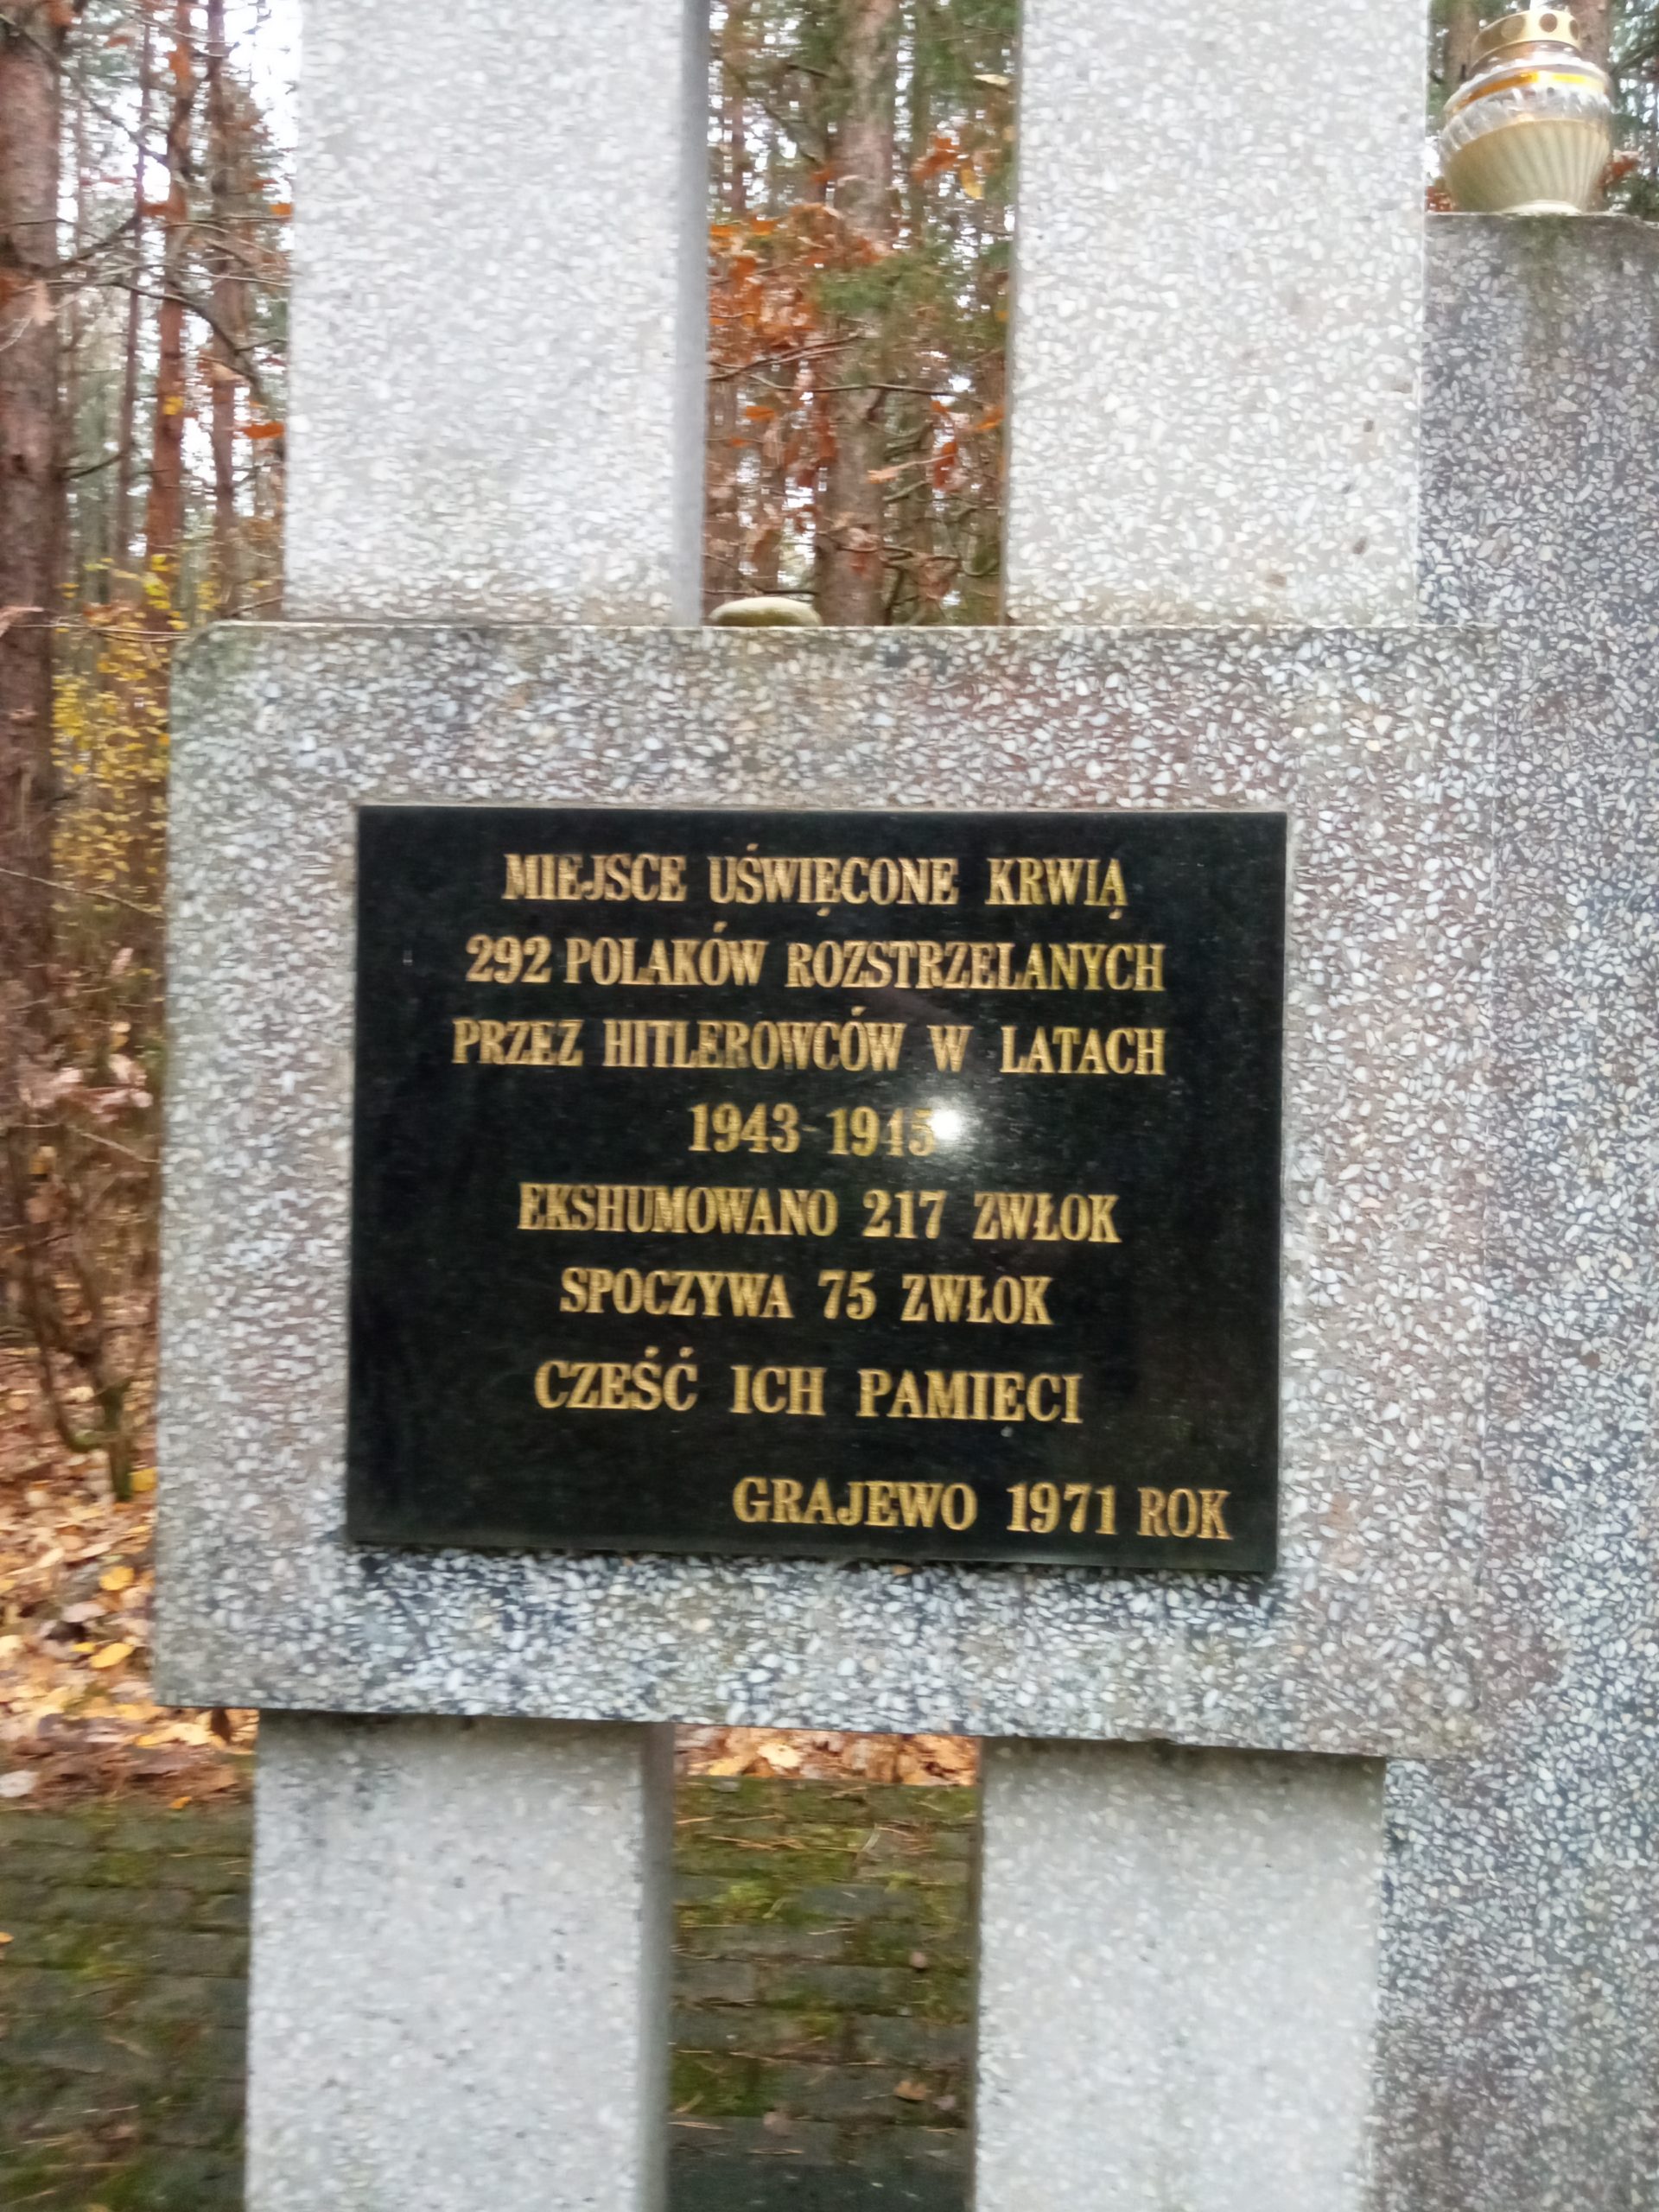 MIEJSCE UŚWIĘCONE KRWIĄ
292 POLAKÓW ROZSTRZELANYCH
PRZEZ HITLEROWCÓW W LATACH
1943-1945
EKSHUMOWANO 217 ZWŁOK
SPOCZYWA 75 ZWŁOK
CZEŚĆ ICH PAMIECI
GRAJEWO 1971 ROK